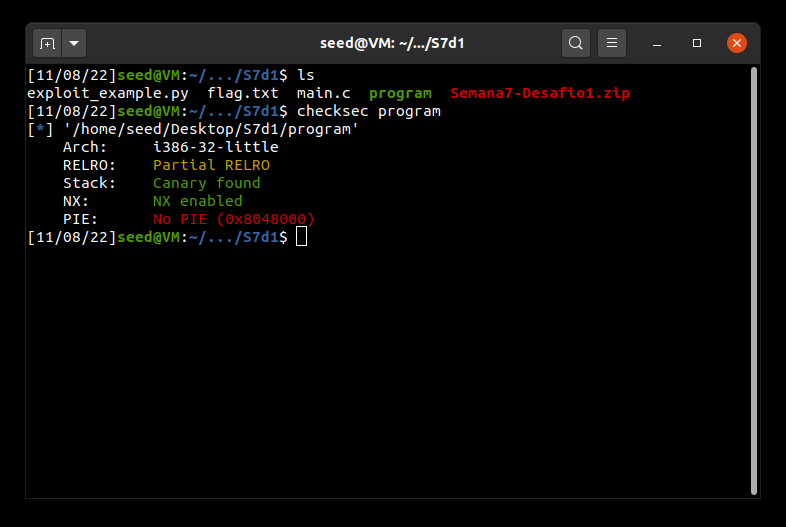 seed@VM: ~/.../S7d1
[11/08/22]seed@VM:~/.../S7d1$ ls
exploit_example.py  flag.txt  main.c  program  Semana7-Desafio1.zip
[11/08/22]seed@VM:~/.../S7d1$ checksec program
[*] '/home/seed/Desktop/S7d1/program'
    Arch:     i386-32-little
    RELRO:    Partial RELRO
    Stack:    Canary found
    NX:       NX enabled
    PIE:      No PIE (0x8048000)
[11/08/22]seed@VM:~/.../S7d1$